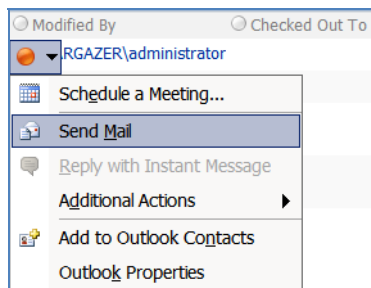 Modified By Checked Out To
.RGAZER\administrator
Schedule a Meeting...
Send Mail
Reply with Instant Message
Additional Actions
Add to Outlook Contacts
Outlook Properties